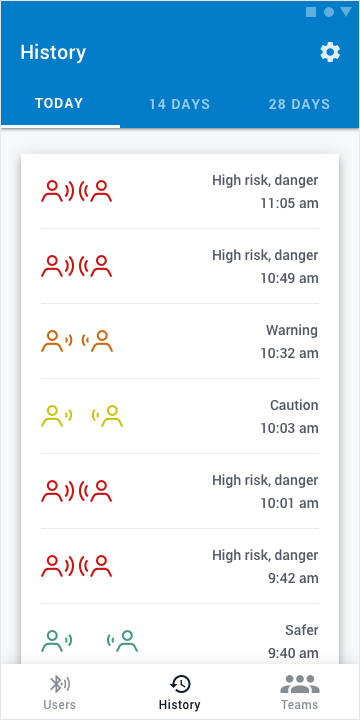 History
TODAY
14 DAYS
28 DAYS
High risk, danger
11:05 am
High risk, danger
10:49 am
Warning
10:32 am
Caution
10:03 am
High risk, danger
10:01 am
High risk, danger
9:42 am
Safer
9:40 am
Users
History
Teams